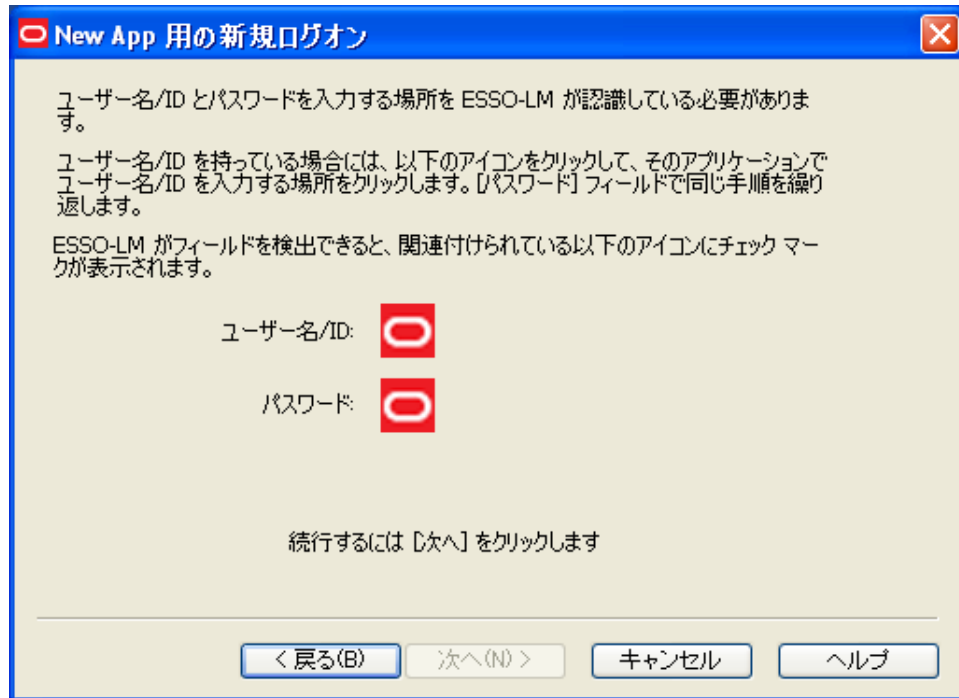 New App 用の新規ログオン
ユーザー名/ID とパスワードを入力する場所を ESSO-LM が認識している必要がありま
す。
ユーザー名/ID を持っている場合には、以下のアイコンをクリックして、そのアプリケーションで
ユーザー名/ID を入力する場所をクリックします。[パスワード] フィールドで同じ手順を繰り
返します。
ESSO-LM がフィールドを検出できると、関連付けられている以下のアイコンにチェック マー
クが表示されます。
ユーザー名/ID:
パスワード:
続行するには [次へ] をクリックします
< 戻る(B) 次へ(N) > キャンセル ヘルプ